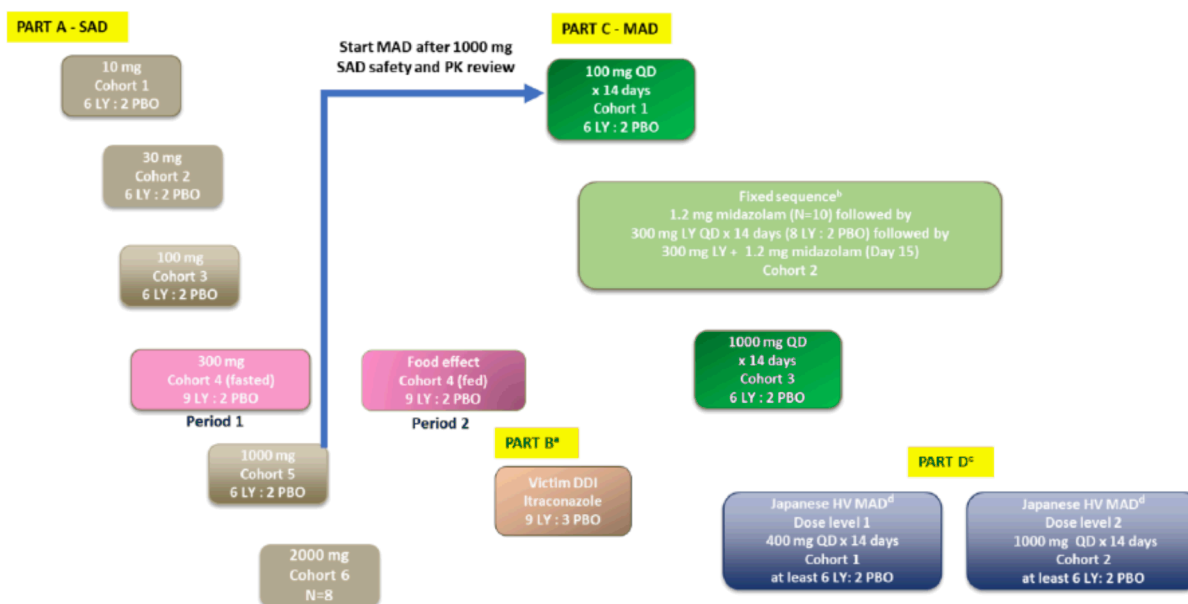 PART A - SAD
10 mg
Cohort 1
6 LY : 2 PBO
30 mg
Cohort 2
6 LY : 2 PBO
100 mg
Cohort 3
6 LY : 2 PBO
300 mg
Cohort 4 (fasted)
9 LY : 2 PBO
Period 1
Food effect
Cohort 4 (fed)
9 LY : 2 PBO
Period 2
1000 mg
Cohort 5
6 LY : 2 PBO
2000 mg
Cohort 6
N=8
Start MAD after 1000 mg
SAD safety and PK review
PART Bª
Victim DDI
Itraconazole
9 LY : 3 PBO
PART C - MAD
100 mg QD
x 14 days
Cohort 1
6 LY : 2 PBO
Fixed sequenceᵇ
1.2 mg midazolam (N=10) followed by
300 mg LY QD x 14 days (8 LY : 2 PBO) followed by
300 mg LY + 1.2 mg midazolam (Day 15)
Cohort 2
1000 mg QD
x 14 days
Cohort 3
6 LY : 2 PBO
PART Dᶜ
Japanese HV MADᵈ
Dose level 1
400 mg QD x 14 days
Cohort 1
at least 6 LY: 2 PBO
Japanese HV MADᵈ
Dose level 2
1000 mg QD x 14 days
Cohort 2
at least 6 LY: 2 PBO